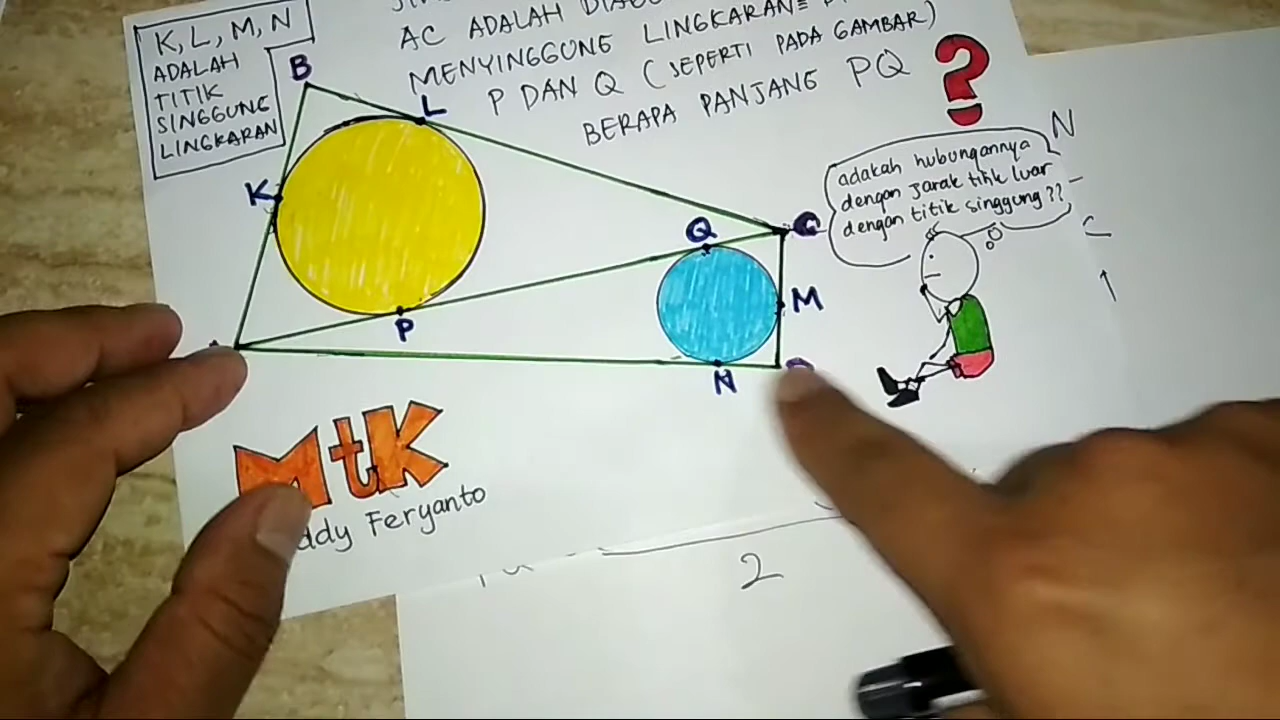 K, L, M, N
ADALAH
TITIK
SINGGUNG
LINGKARAN
AC ADALAH
MENYINGGUNG LINGKARAN
P DAN Q (SEPERTI PADA GAMBAR)
BERAPA PANJANG PQ
?
B
L
K
Q
C
P
M
N
adakah hubungannya
dengan jarak titik luar
dengan titik singgung??
N
MtK
ddy Feryanto
2